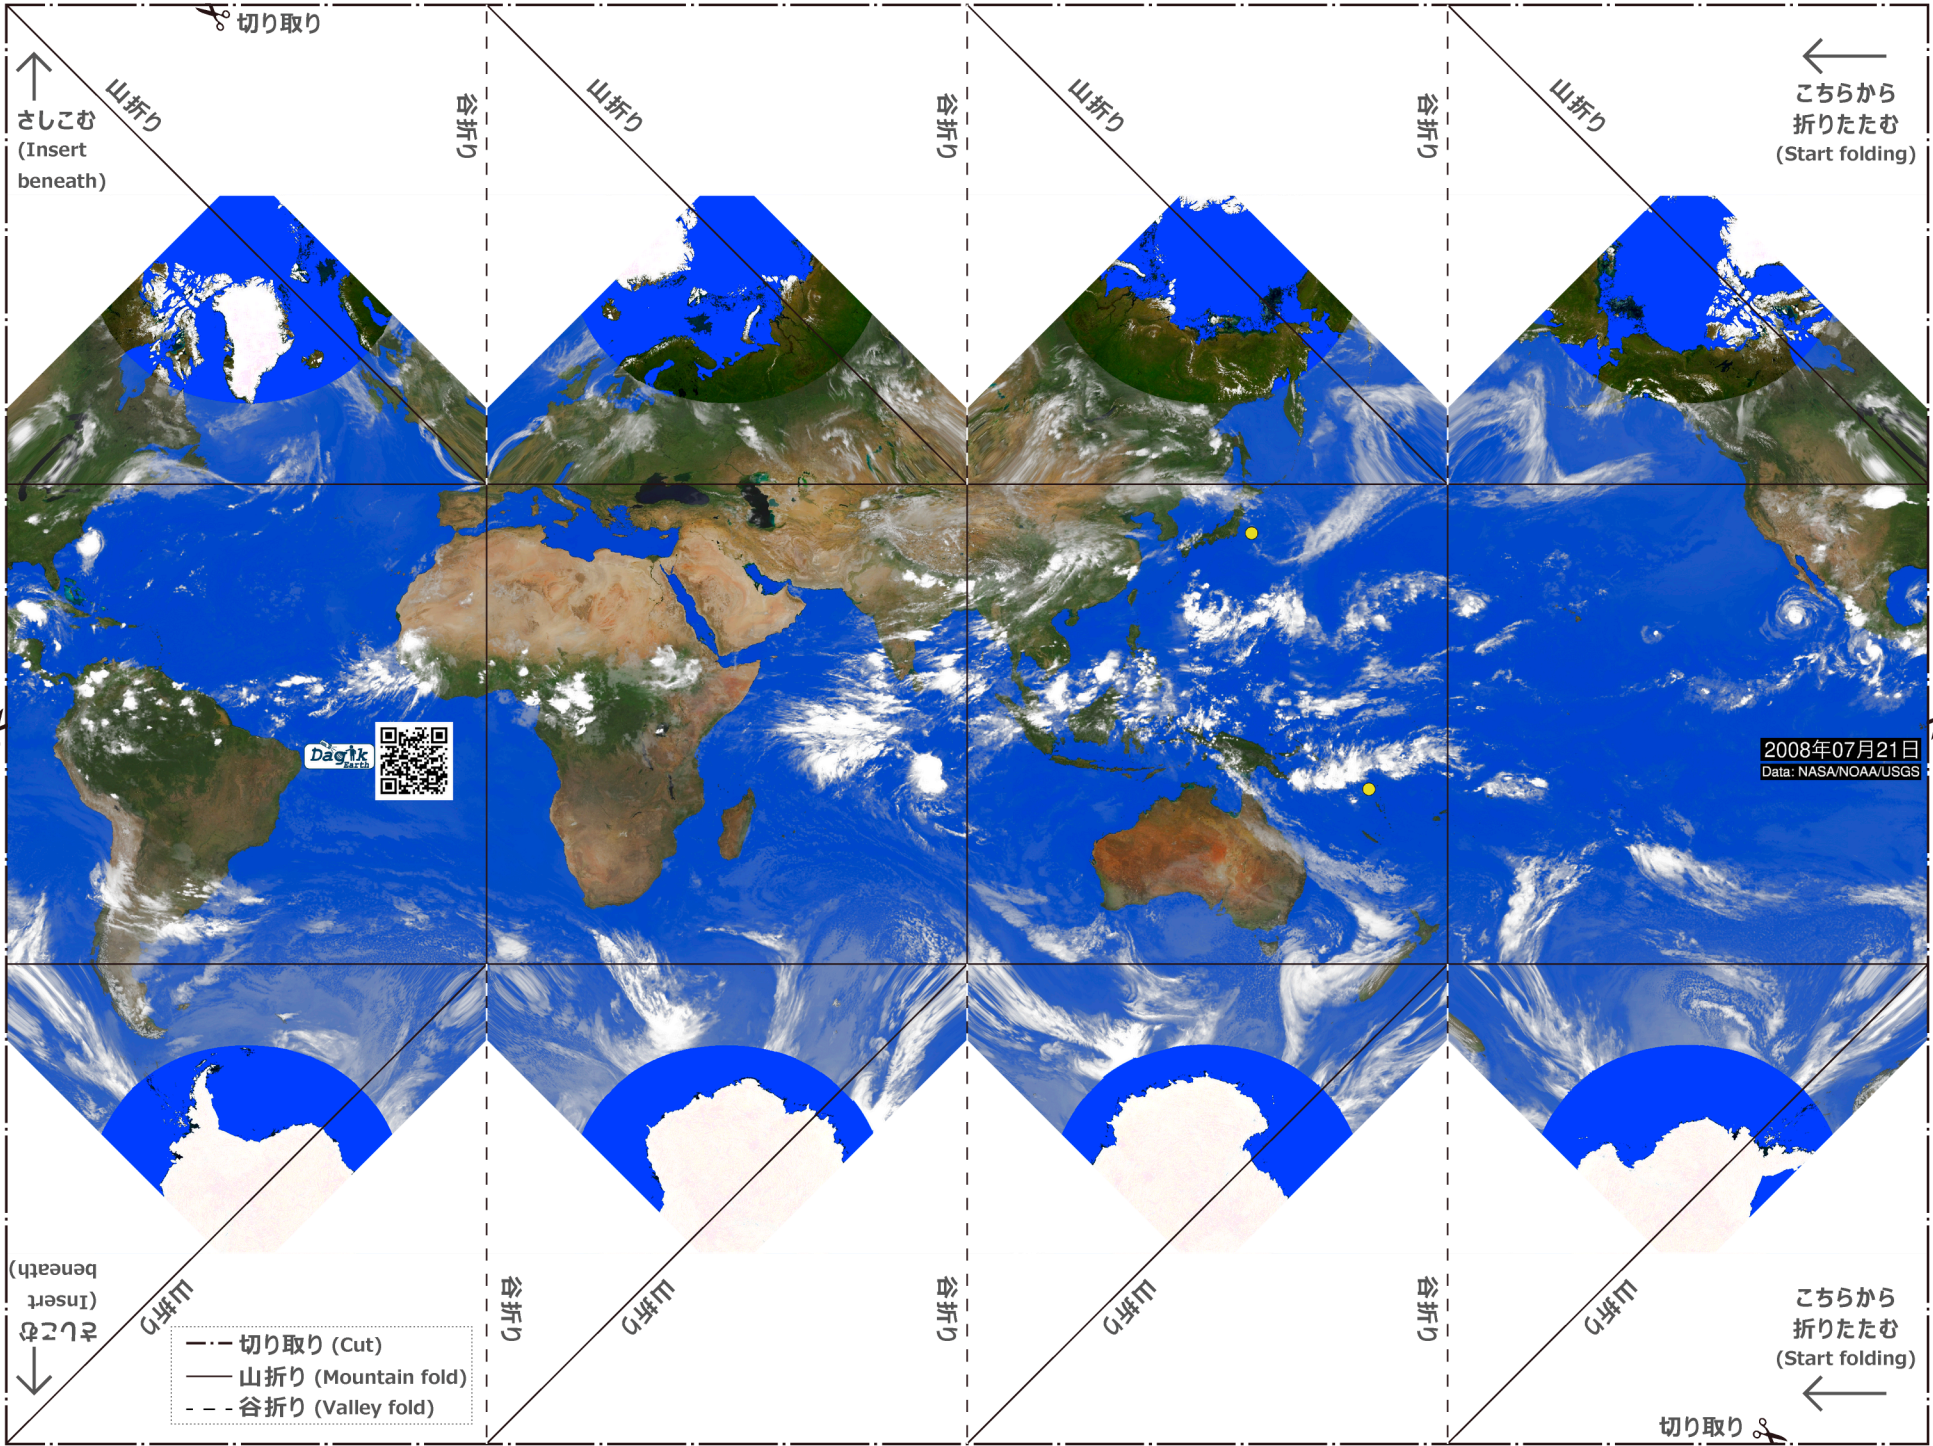 切り取り
さしこむ
(Insert
beneath)
山折り
谷折り
山折り
谷折り
山折り
谷折り
山折り
こちらから
折りたたむ
(Start folding)
Dagik
Earth
2008年07月21日
Data: NASA/NOAA/USGS
さしこむ
(Insert
beneath)
山折り
谷折り
山折り
谷折り
山折り
谷折り
山折り
こちらから
折りたたむ
(Start folding)
切り取り (Cut)
山折り (Mountain fold)
谷折り (Valley fold)
切り取り